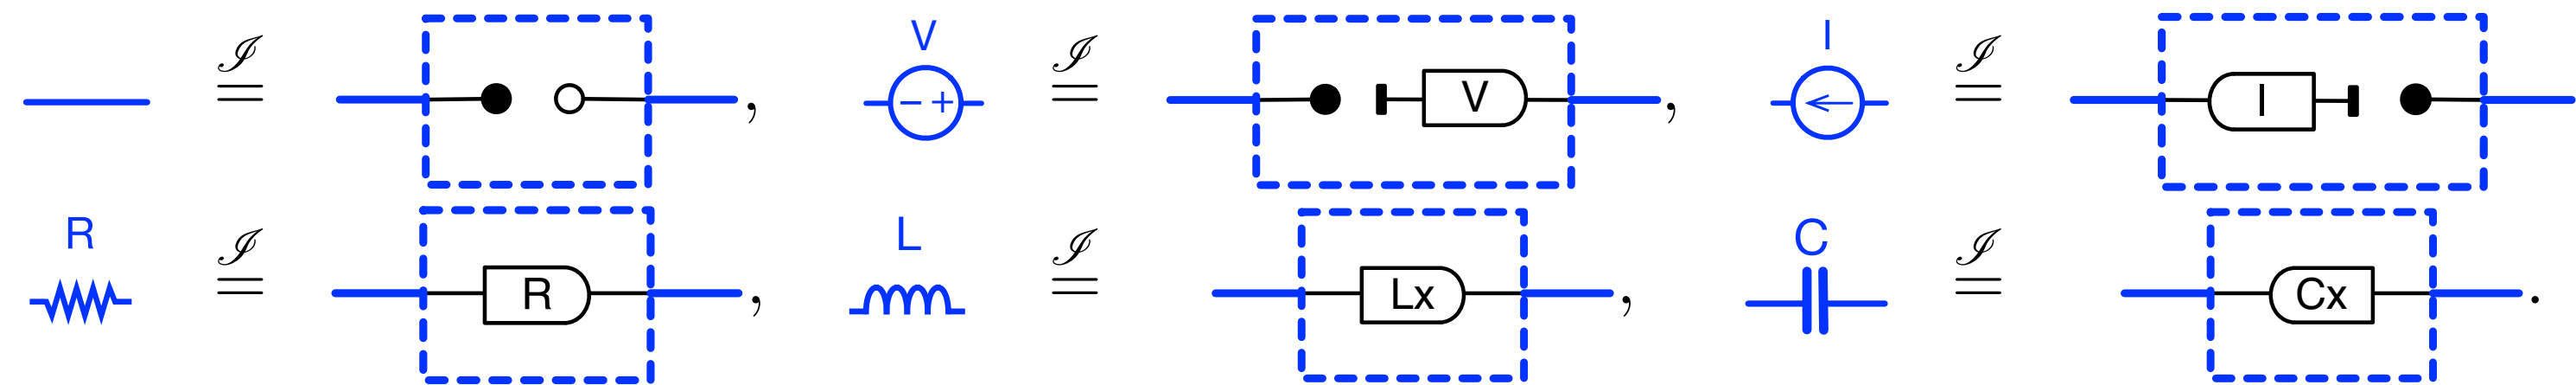 ℐ = , V ℐ = V , I ℐ = I
R ℐ = R , L ℐ = Lx , C ℐ = Cx .